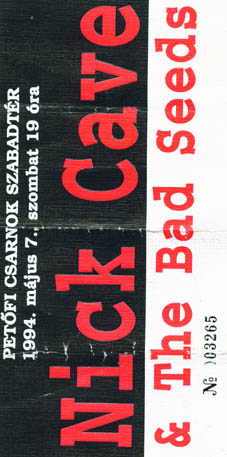 PETŐFI CSARNOK SZABADTÉR
1994. május 7., szombat 19 óra
Nick Cave
& The Bad Seeds
№ 003265